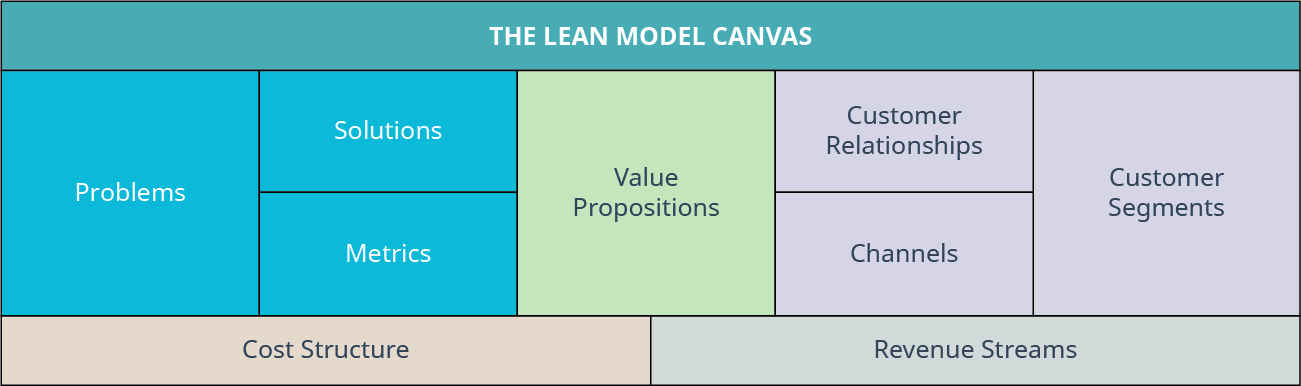 THE LEAN MODEL CANVAS
Problems
Solutions
Metrics
Value
Propositions
Customer
Relationships
Channels
Customer
Segments
Cost Structure
Revenue Streams